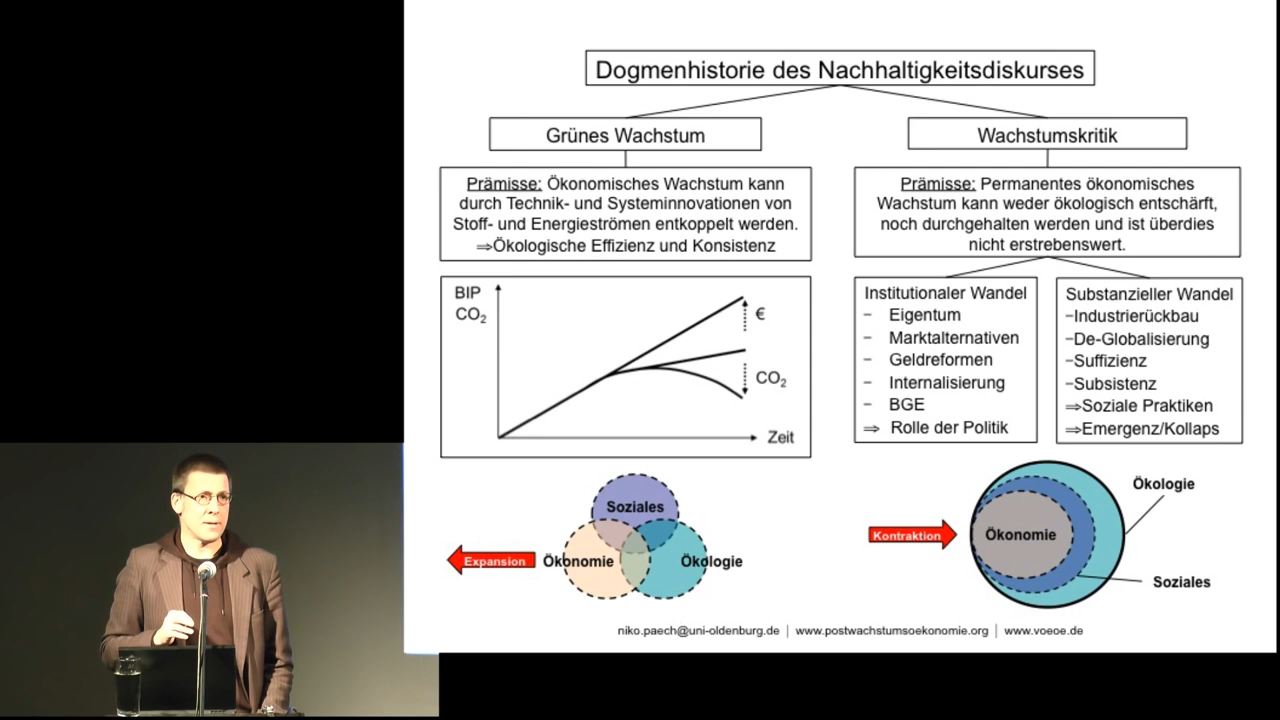 Dogmenhistorie des Nachhaltigkeitsdiskurses
Grünes Wachstum
Prämisse: Ökonomisches Wachstum kann
durch Technik- und Systeminnovationen von
Stoff- und Energieströmen entkoppelt werden.
⇒Ökologische Effizienz und Konsistenz
BIP
CO₂
€
CO₂
Zeit
Soziales
Ökonomie
Ökologie
Expansion
Wachstumskritik
Prämisse: Permanentes ökonomisches
Wachstum kann weder ökologisch entschärft,
noch durchgehalten werden und ist überdies
nicht erstrebenswert.
Institutionaler Wandel
− Eigentum
− Marktalternativen
− Geldreformen
− Internalisierung
− BGE
⇒ Rolle der Politik
Substanzieller Wandel
−Industrierückbau
−De-Globalisierung
−Suffizienz
−Subsistenz
⇒Soziale Praktiken
⇒Emergenz/Kollaps
Kontraktion
Ökonomie
Ökologie
Soziales
niko.paech@uni-oldenburg.de | www.postwachstumsoekonomie.org | www.voeoe.de